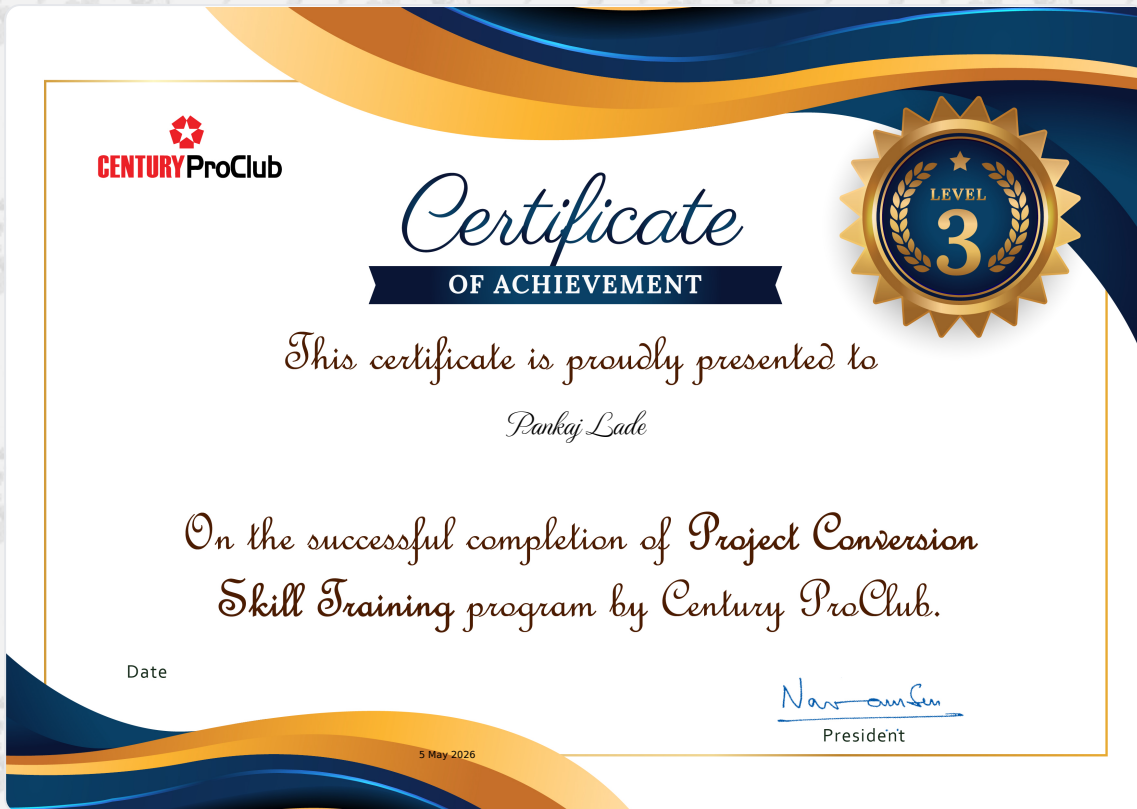 CENTURY ProClub
LEVEL
3
Certificate
OF ACHIEVEMENT
This certificate is proudly presented to
Pankaj Lade
On the successful completion of Project Conversion
Skill Training program by Century ProClub.
Date
President
5 May 2026